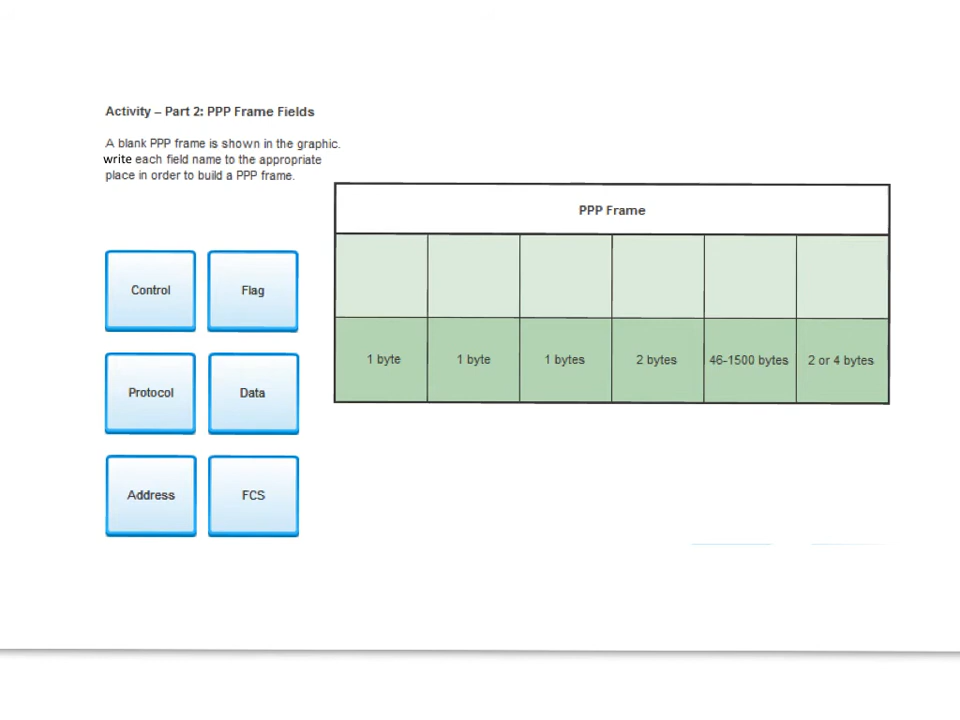 Activity – Part 2: PPP Frame Fields
A blank PPP frame is shown in the graphic.
write each field name to the appropriate
place in order to build a PPP frame.
PPP Frame
Control Flag
Protocol Data
Address FCS
1 byte 1 byte 1 bytes 2 bytes 46-1500 bytes 2 or 4 bytes